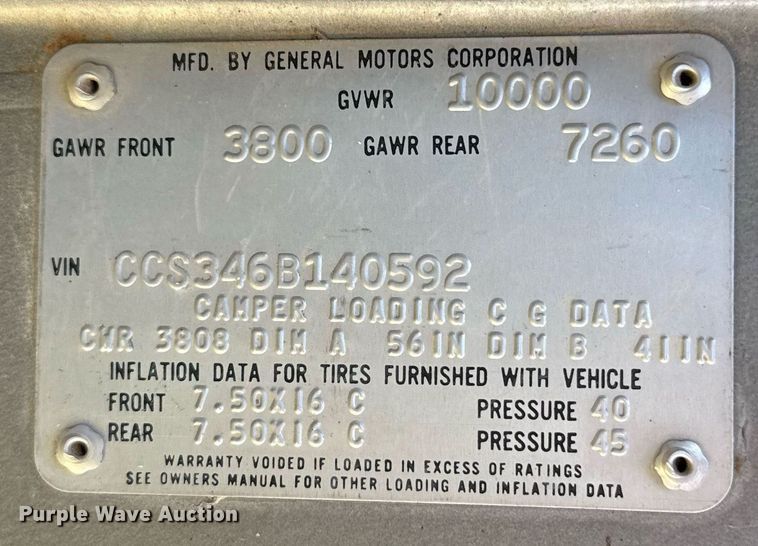 MFD. BY GENERAL MOTORS CORPORATION
GVWR 10000
GAWR FRONT 3800 GAWR REAR 7260
VIN CCS346B140592
CAMPER LOADING C G DATA
CWR 3808 DIM A 56IN DIM B 41IN
INFLATION DATA FOR TIRES FURNISHED WITH VEHICLE
FRONT 7.50X16 C PRESSURE 40
REAR 7.50X16 C PRESSURE 45
WARRANTY VOIDED IF LOADED IN EXCESS OF RATINGS
SEE OWNERS MANUAL FOR OTHER LOADING AND INFLATION DATA
Purple Wave Auction